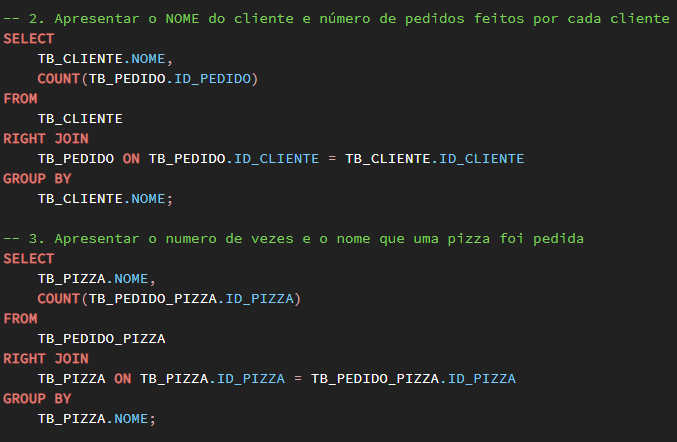 -- 2. Apresentar o NOME do cliente e número de pedidos feitos por cada cliente
SELECT
    TB_CLIENTE.NOME,
    COUNT(TB_PEDIDO.ID_PEDIDO)
FROM
    TB_CLIENTE
RIGHT JOIN
    TB_PEDIDO ON TB_PEDIDO.ID_CLIENTE = TB_CLIENTE.ID_CLIENTE
GROUP BY
    TB_CLIENTE.NOME;

-- 3. Apresentar o numero de vezes e o nome que uma pizza foi pedida
SELECT
    TB_PIZZA.NOME,
    COUNT(TB_PEDIDO_PIZZA.ID_PIZZA)
FROM
    TB_PEDIDO_PIZZA
RIGHT JOIN
    TB_PIZZA ON TB_PIZZA.ID_PIZZA = TB_PEDIDO_PIZZA.ID_PIZZA
GROUP BY
    TB_PIZZA.NOME;